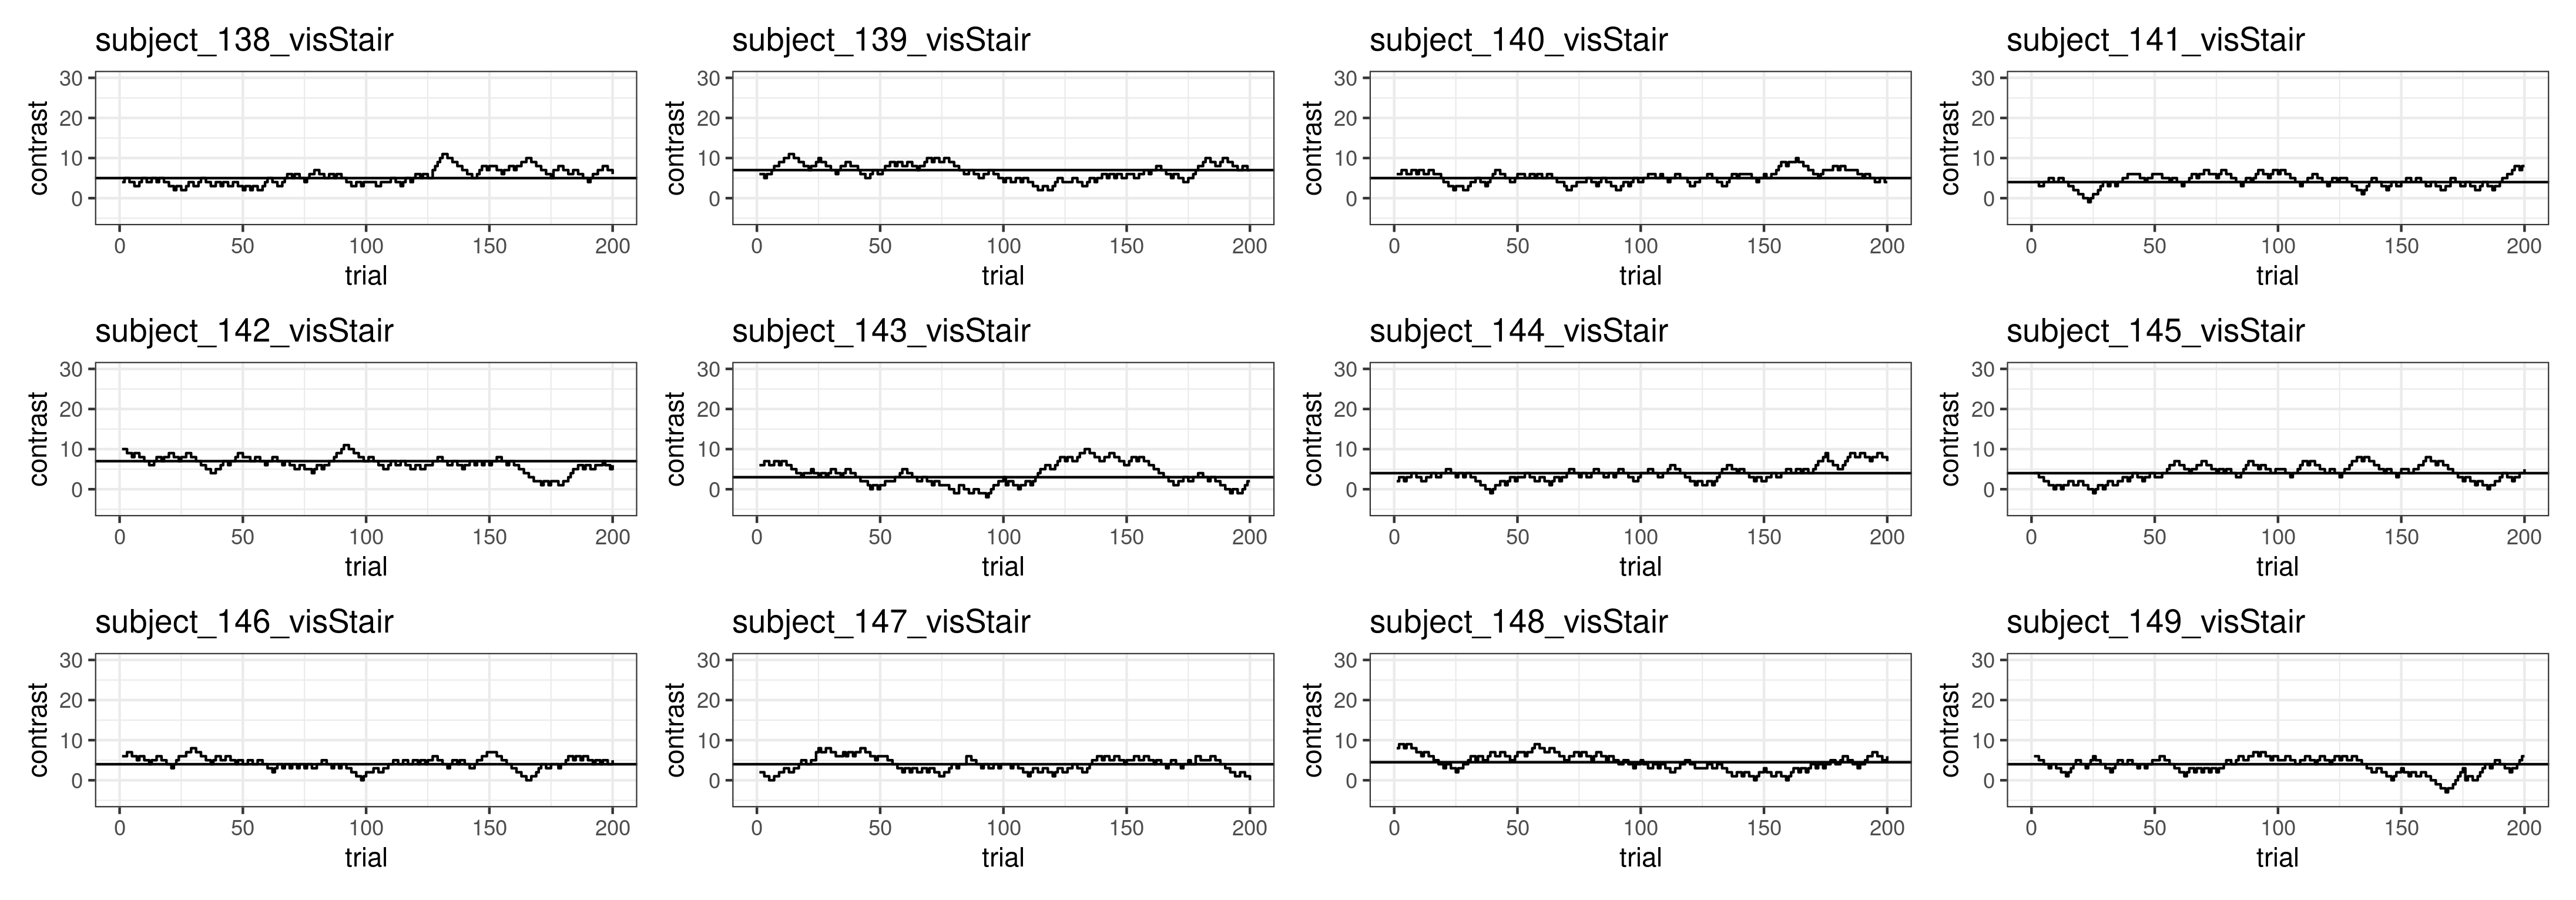 subject_138_visStair
subject_139_visStair
subject_140_visStair
subject_141_visStair
contrast
30
20
10
0
0 50 100 150 200
trial
contrast
30
20
10
0
0 50 100 150 200
trial
contrast
30
20
10
0
0 50 100 150 200
trial
contrast
30
20
10
0
0 50 100 150 200
trial
subject_142_visStair
subject_143_visStair
subject_144_visStair
subject_145_visStair
contrast
30
20
10
0
0 50 100 150 200
trial
contrast
30
20
10
0
0 50 100 150 200
trial
contrast
30
20
10
0
0 50 100 150 200
trial
contrast
30
20
10
0
0 50 100 150 200
trial
subject_146_visStair
subject_147_visStair
subject_148_visStair
subject_149_visStair
contrast
30
20
10
0
0 50 100 150 200
trial
contrast
30
20
10
0
0 50 100 150 200
trial
contrast
30
20
10
0
0 50 100 150 200
trial
contrast
30
20
10
0
0 50 100 150 200
trial